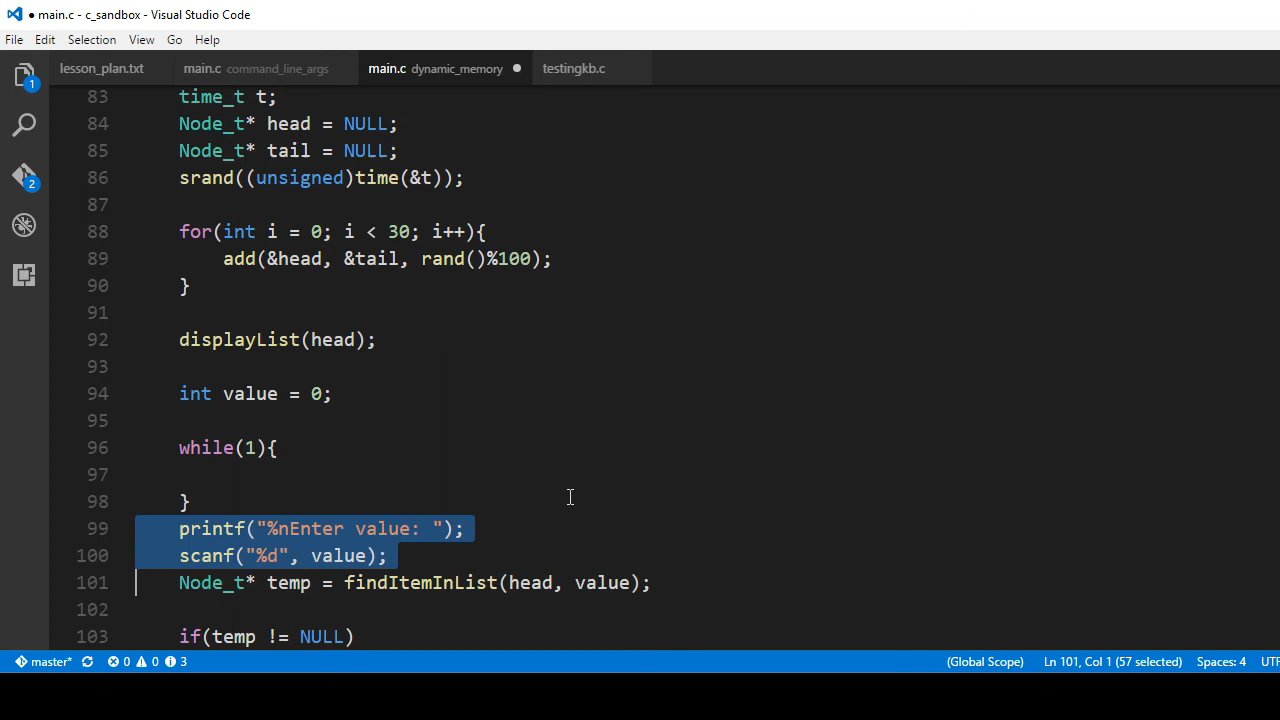 ● main.c - c_sandbox - Visual Studio Code
File Edit Selection View Go Help
lesson_plan.txt main.c command_line_args main.c dynamic_memory ● testingkb.c
1
2
83 time_t t;
84 Node_t* head = NULL;
85 Node_t* tail = NULL;
86 srand((unsigned)time(&t));
87
88 for(int i = 0; i < 30; i++){
89 add(&head, &tail, rand()%100);
90 }
91
92 displayList(head);
93
94 int value = 0;
95
96 while(1){
97
98 }
99 printf("%nEnter value: ");
100 scanf("%d", value);
101 Node_t* temp = findItemInList(head, value);
102
103 if(temp != NULL)
master* 0 0 3 (Global Scope) Ln 101, Col 1 (57 selected) Spaces: 4 UTF